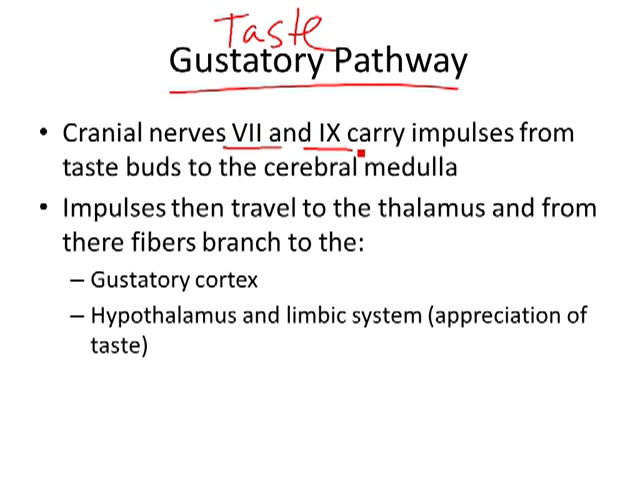 Taste
Gustatory Pathway
• Cranial nerves VII and IX carry impulses from
taste buds to the cerebral medulla
• Impulses then travel to the thalamus and from
there fibers branch to the:
– Gustatory cortex
– Hypothalamus and limbic system (appreciation of
taste)